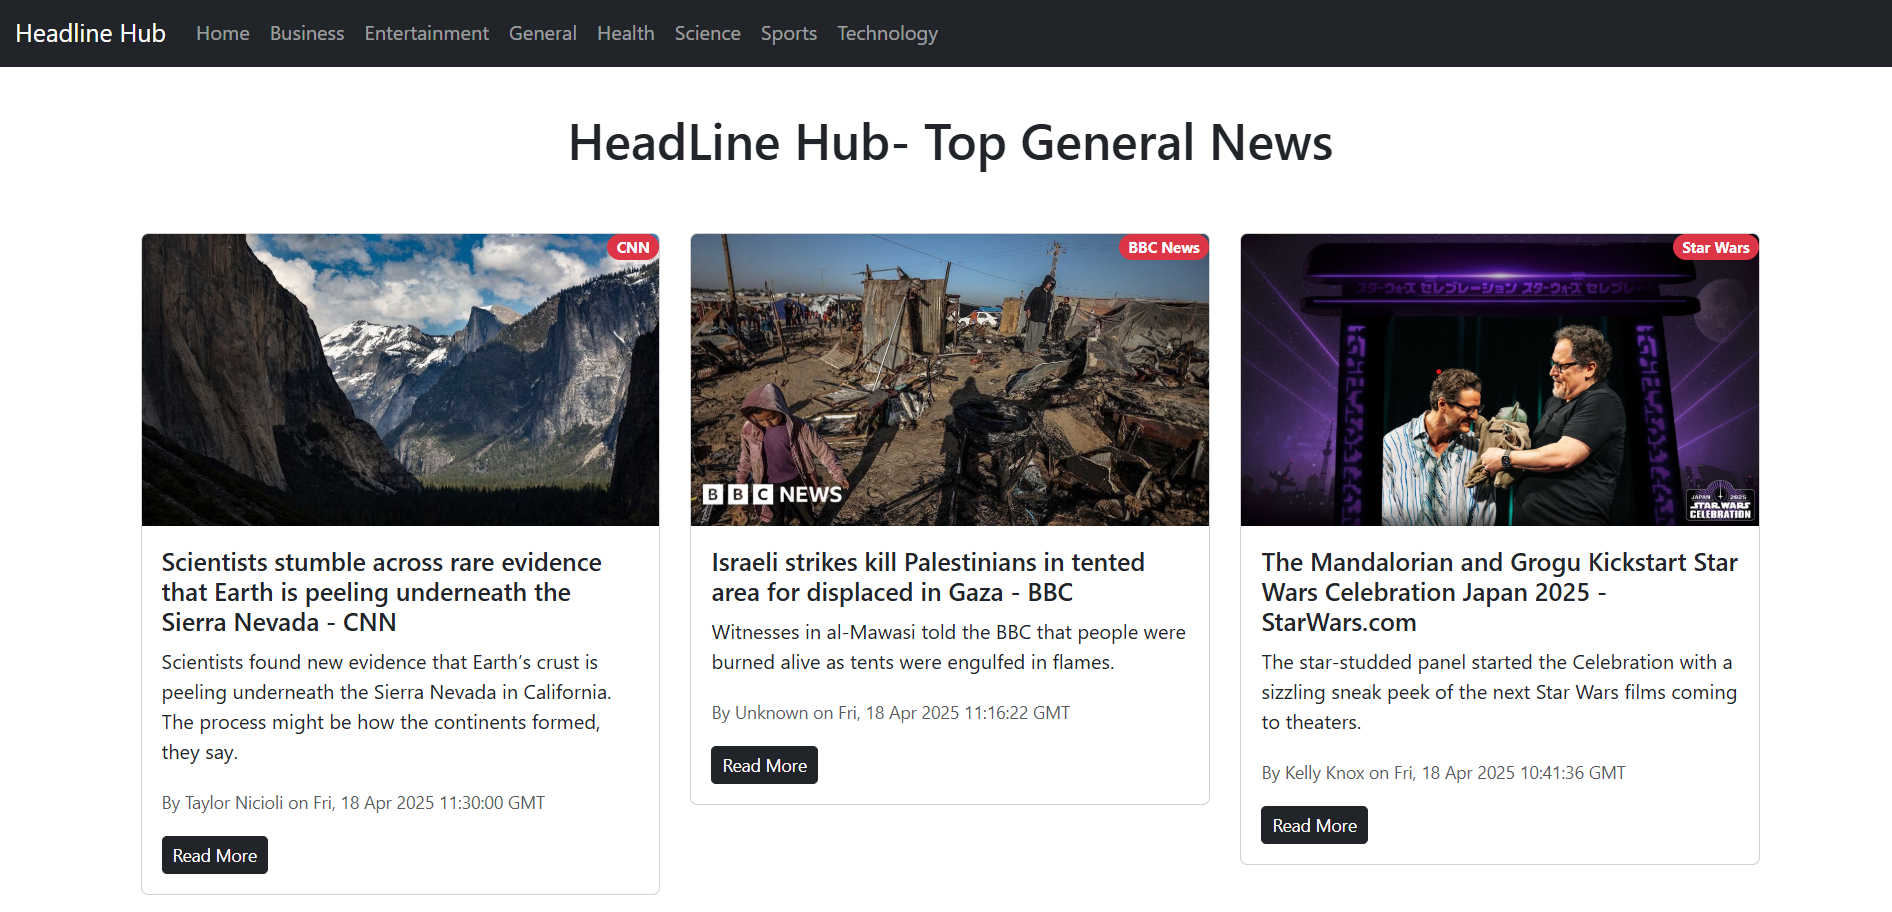 Headline Hub Home Business Entertainment General Health Science Sports Technology
HeadLine Hub- Top General News
CNN
Scientists stumble across rare evidence
that Earth is peeling underneath the
Sierra Nevada - CNN
Scientists found new evidence that Earth’s crust is
peeling underneath the Sierra Nevada in California.
The process might be how the continents formed,
they say.
By Taylor Nicioli on Fri, 18 Apr 2025 11:30:00 GMT
Read More
BBC News
BBC NEWS
Israeli strikes kill Palestinians in tented
area for displaced in Gaza - BBC
Witnesses in al-Mawasi told the BBC that people were
burned alive as tents were engulfed in flames.
By Unknown on Fri, 18 Apr 2025 11:16:22 GMT
Read More
Star Wars
スター・ウォーズ セレブレーション スター・ウォーズ セレブレー
JAPAN 2025
STAR WARS
CELEBRATION
The Mandalorian and Grogu Kickstart Star
Wars Celebration Japan 2025 -
StarWars.com
The star-studded panel started the Celebration with a
sizzling sneak peek of the next Star Wars films coming
to theaters.
By Kelly Knox on Fri, 18 Apr 2025 10:41:36 GMT
Read More